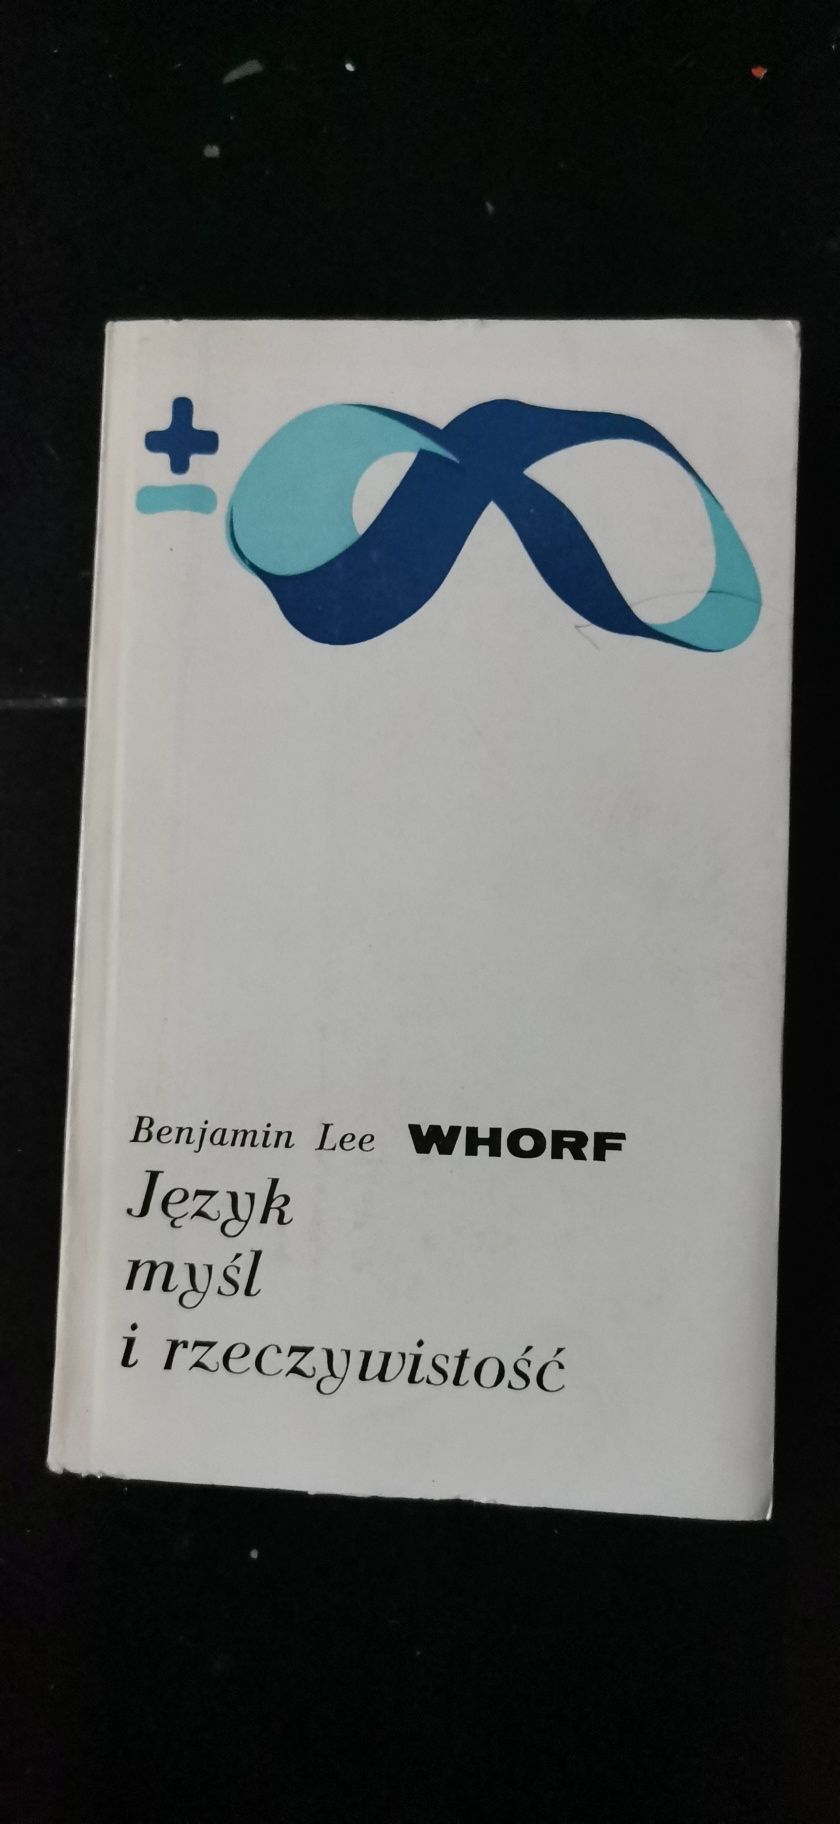 ±∞
Benjamin Lee WHORF
Język
myśl
i rzeczywistość